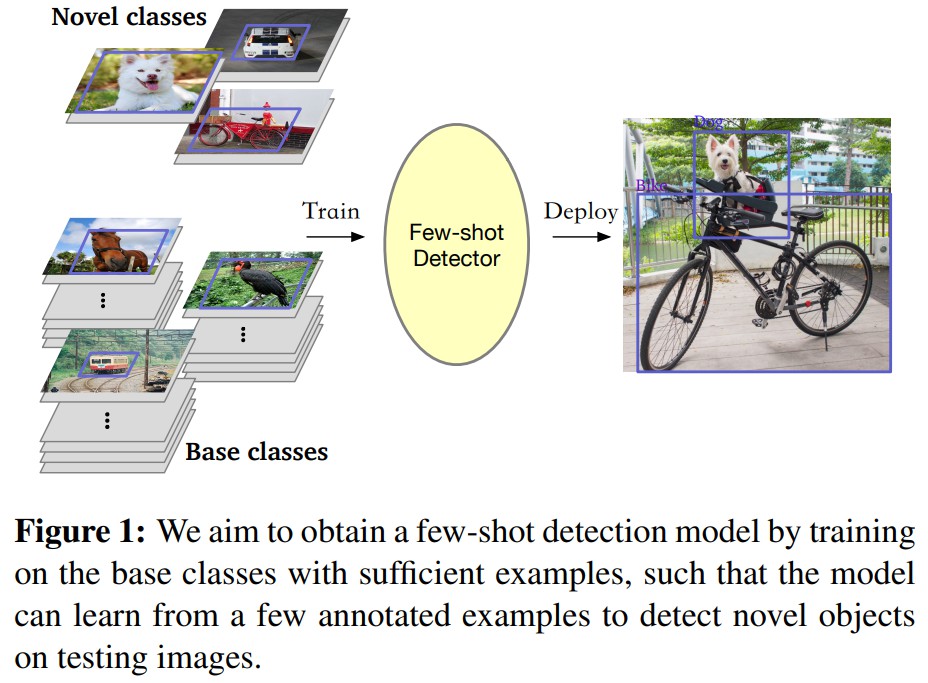 Novel classes
Train
Few-shot
Detector
Deploy
Dog
Bike
Base classes
Figure 1: We aim to obtain a few-shot detection model by training
on the base classes with sufficient examples, such that the model
can learn from a few annotated examples to detect novel objects
on testing images.